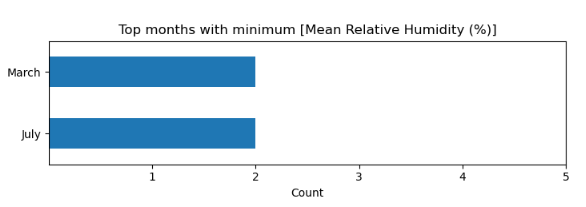 Top months with minimum [Mean Relative Humidity (%)]
March
July
1 2 3 4 5
Count